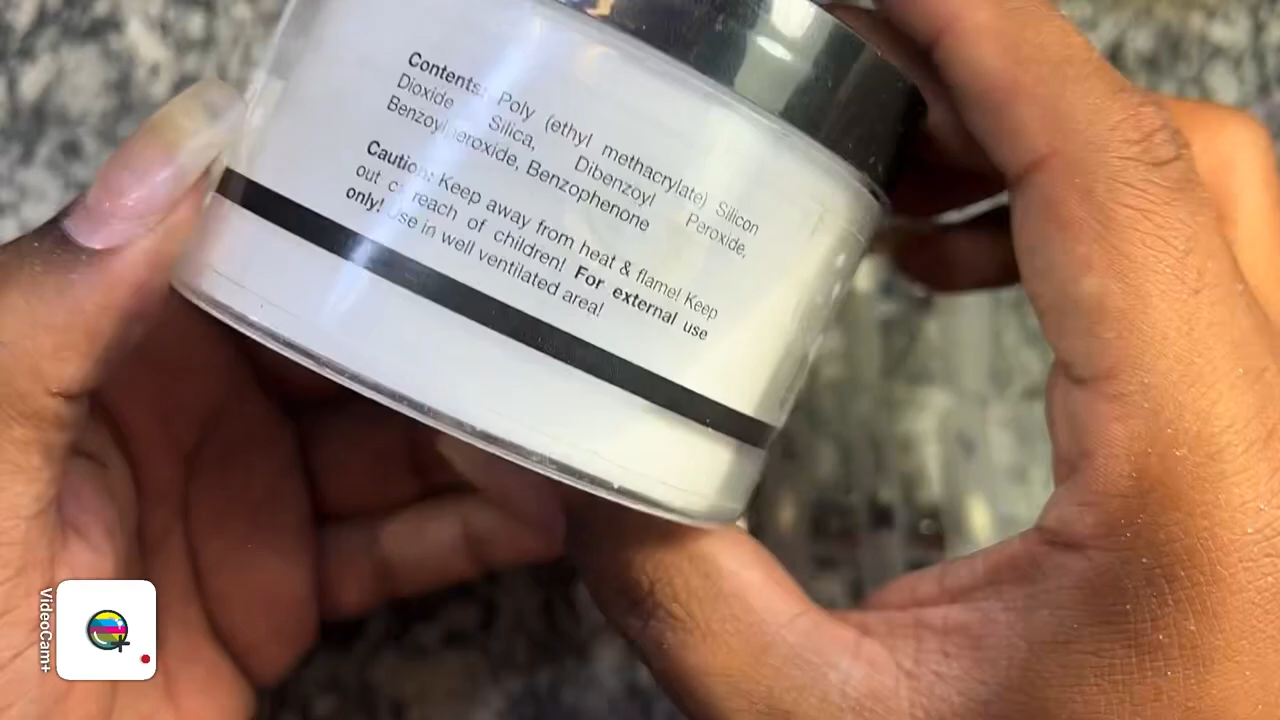 Contents: Poly (ethyl methacrylate) Silicon
Dioxide Silica, Dibenzoyl Peroxide,
Benzoylperoxide, Benzophenone
Caution: Keep away from heat & flame! Keep
out of reach of children! For external use
only! Use in well ventilated area!
VideoCam+